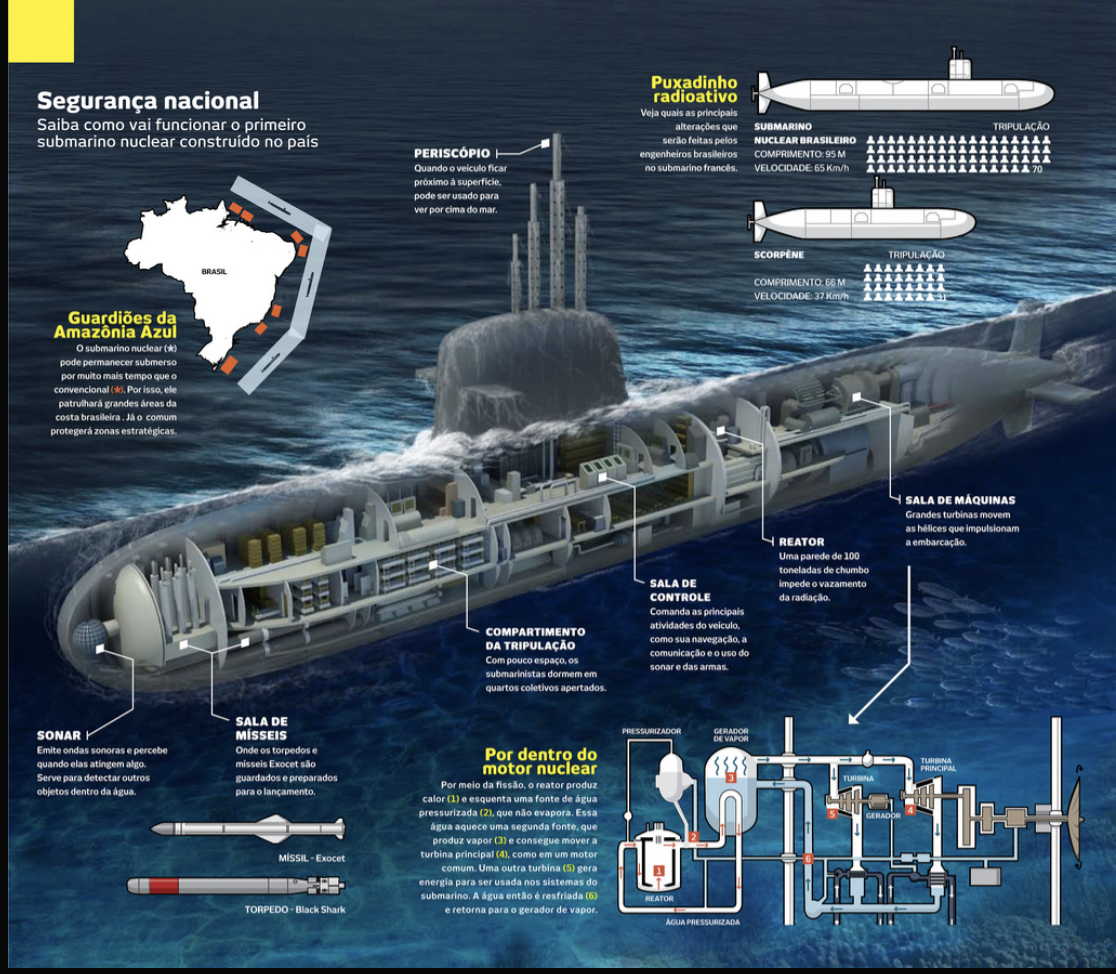 Segurança nacional
Saiba como vai funcionar o primeiro
submarino nuclear construído no país
BRASIL
Guardiões da
Amazônia Azul
O submarino nuclear (★)
pode permanecer submerso
por muito mais tempo que o
convencional (★). Por isso, ele
patrulhará grandes áreas da
costa brasileira . Já o comum
protegerá zonas estratégicas.
PERISCÓPIO
Quando o veículo ficar
próximo à superfície,
pode ser usado para
ver por cima do mar.
Puxadinho
radioativo
Veja quais as principais
alterações que
serão feitas pelos
engenheiros brasileiros
no submarino francês.
SUBMARINO
NUCLEAR BRASILEIRO
COMPRIMENTO: 95 M
VELOCIDADE: 65 Km/h
TRIPULAÇÃO
70
SCORPÈNE
COMPRIMENTO: 66 M
VELOCIDADE: 37 Km/h
TRIPULAÇÃO
31
SALA DE MÁQUINAS
Grandes turbinas movem
as hélices que impulsionam
a embarcação.
REATOR
Uma parede de 100
toneladas de chumbo
impede o vazamento
da radiação.
SALA DE
CONTROLE
Comanda as principais
atividades do veículo,
como sua navegação, a
comunicação e o uso do
sonar e das armas.
COMPARTIMENTO
DA TRIPULAÇÃO
Com pouco espaço, os
submarinistas dormem em
quartos coletivos apertados.
SONAR
Emite ondas sonoras e percebe
quando elas atingem algo.
Serve para detectar outros
objetos dentro da água.
SALA DE
MÍSSEIS
Onde os torpedos e
mísseis Exocet são
guardados e preparados
para o lançamento.
MÍSSIL - Exocet
TORPEDO - Black Shark
Por dentro do
motor nuclear
Por meio da fissão, o reator produz
calor (1) e esquenta uma fonte de água
pressurizada (2), que não evapora. Essa
água aquece uma segunda fonte, que
produz vapor (3) e consegue mover a
turbina principal (4), como em um motor
comum. Uma outra turbina (5) gera
energia para ser usada nos sistemas do
submarino. A água então é resfriada (6)
e retorna para o gerador de vapor.
PRESSURIZADOR
GERADOR
DE VAPOR
3
TURBINA
TURBINA
PRINCIPAL
5
GERADOR
4
2
6
1
REATOR
ÁGUA PRESSURIZADA